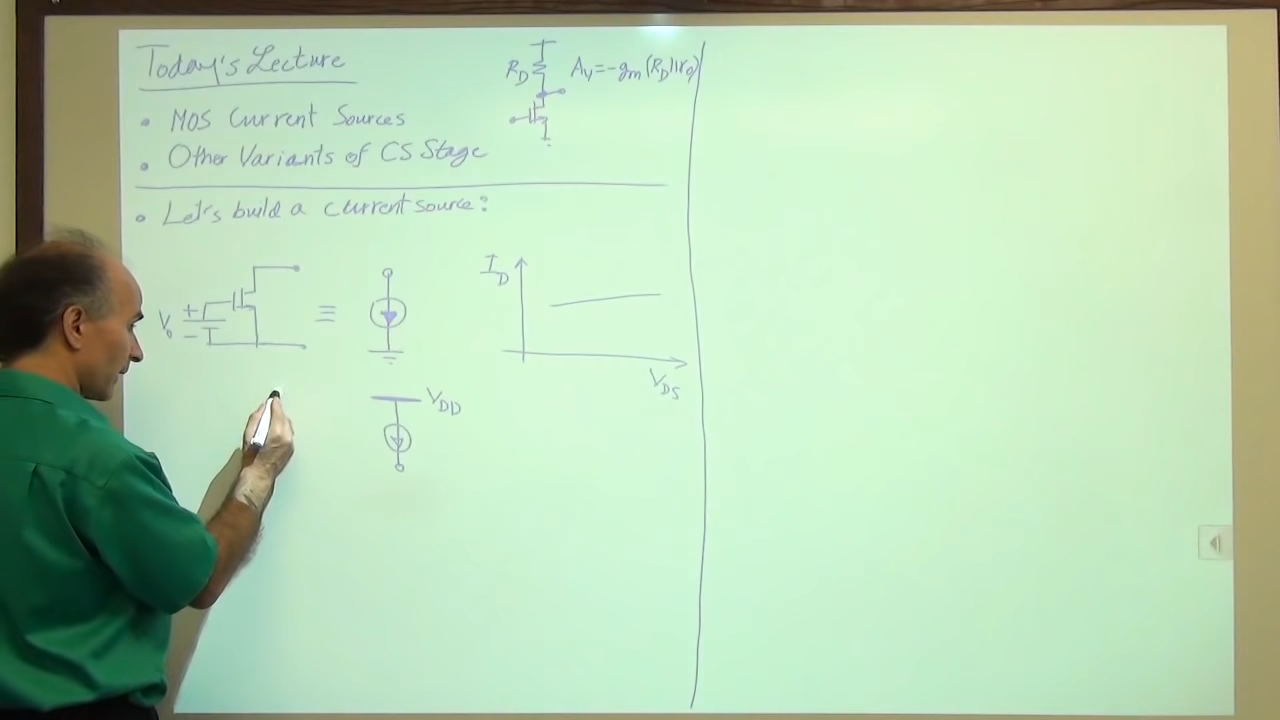 Today's Lecture
• MOS Current Sources
• Other Variants of CS Stage
R_D
A_v = -g_m (R_D || r_o)
• Let's build a current source:
V_b
+
-
≡
I_D
V_DS
V_DD